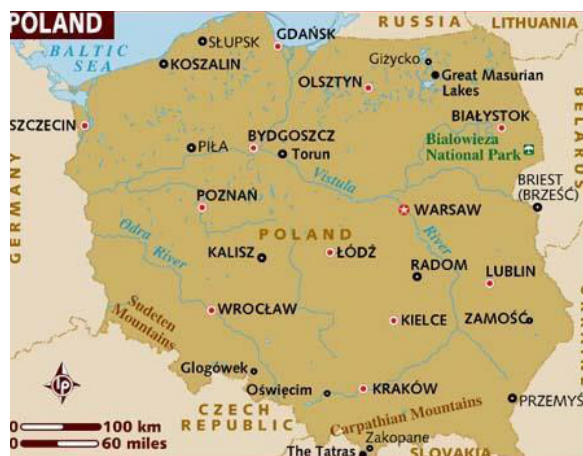 POLAND
BALTIC
SEA
GDAŃSK
SŁUPSK
KOSZALIN
RUSSIA
LITHUANIA
Giżycko
Great Masurian
Lakes
OLSZTYN
SZCZECIN
BYDGOSZCZ
PIŁA
Torun
BIAŁYSTOK
Bialowieza
National Park
BELARUS
GERMANY
BRIEST
(BRZEŚĆ)
Vistula
River
POZNAŃ
WARSAW
POLAND
Odra
River
KALISZ
ŁÓDŹ
RADOM
LUBLIN
Sudeten
Mountains
WROCŁAW
KIELCE
ZAMOŚĆ
Glogówek
Oświęcim
KRAKÓW
PRZEMYŚ
lp
CZECH
REPUBLIC
Carpathian Mountains
Zakopane
The Tatras
SLOVAKIA
0 100 km
0 60 miles